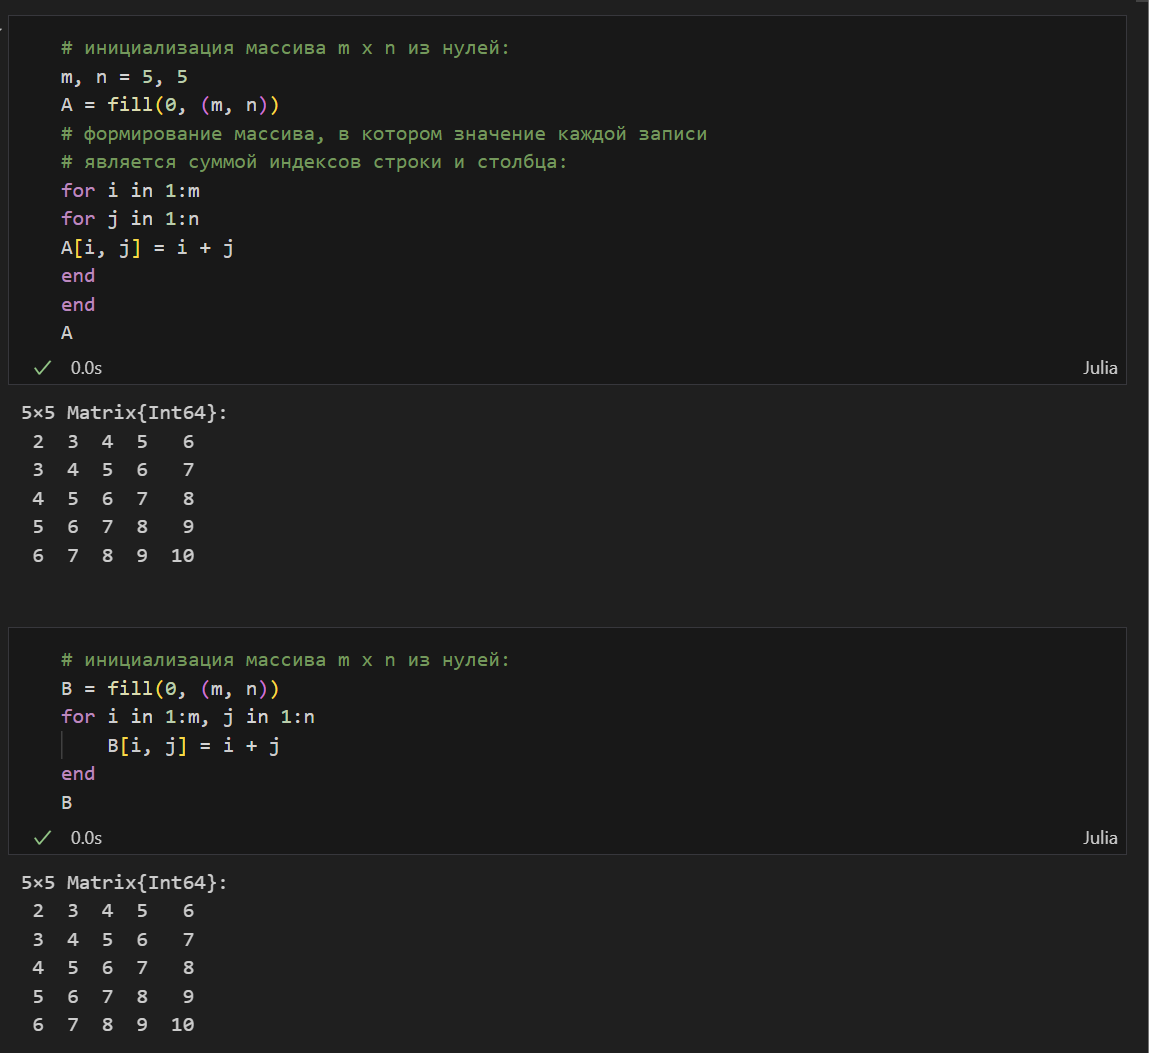 # инициализация массива m x n из нулей:
m, n = 5, 5
A = fill(0, (m, n))
# формирование массива, в котором значение каждой записи
# является суммой индексов строки и столбца:
for i in 1:m
for j in 1:n
A[i, j] = i + j
end
end
A
✓ 0.0s Julia
5×5 Matrix{Int64}:
2 3 4 5 6
3 4 5 6 7
4 5 6 7 8
5 6 7 8 9
6 7 8 9 10
# инициализация массива m x n из нулей:
B = fill(0, (m, n))
for i in 1:m, j in 1:n
    B[i, j] = i + j
end
B
✓ 0.0s Julia
5×5 Matrix{Int64}:
2 3 4 5 6
3 4 5 6 7
4 5 6 7 8
5 6 7 8 9
6 7 8 9 10